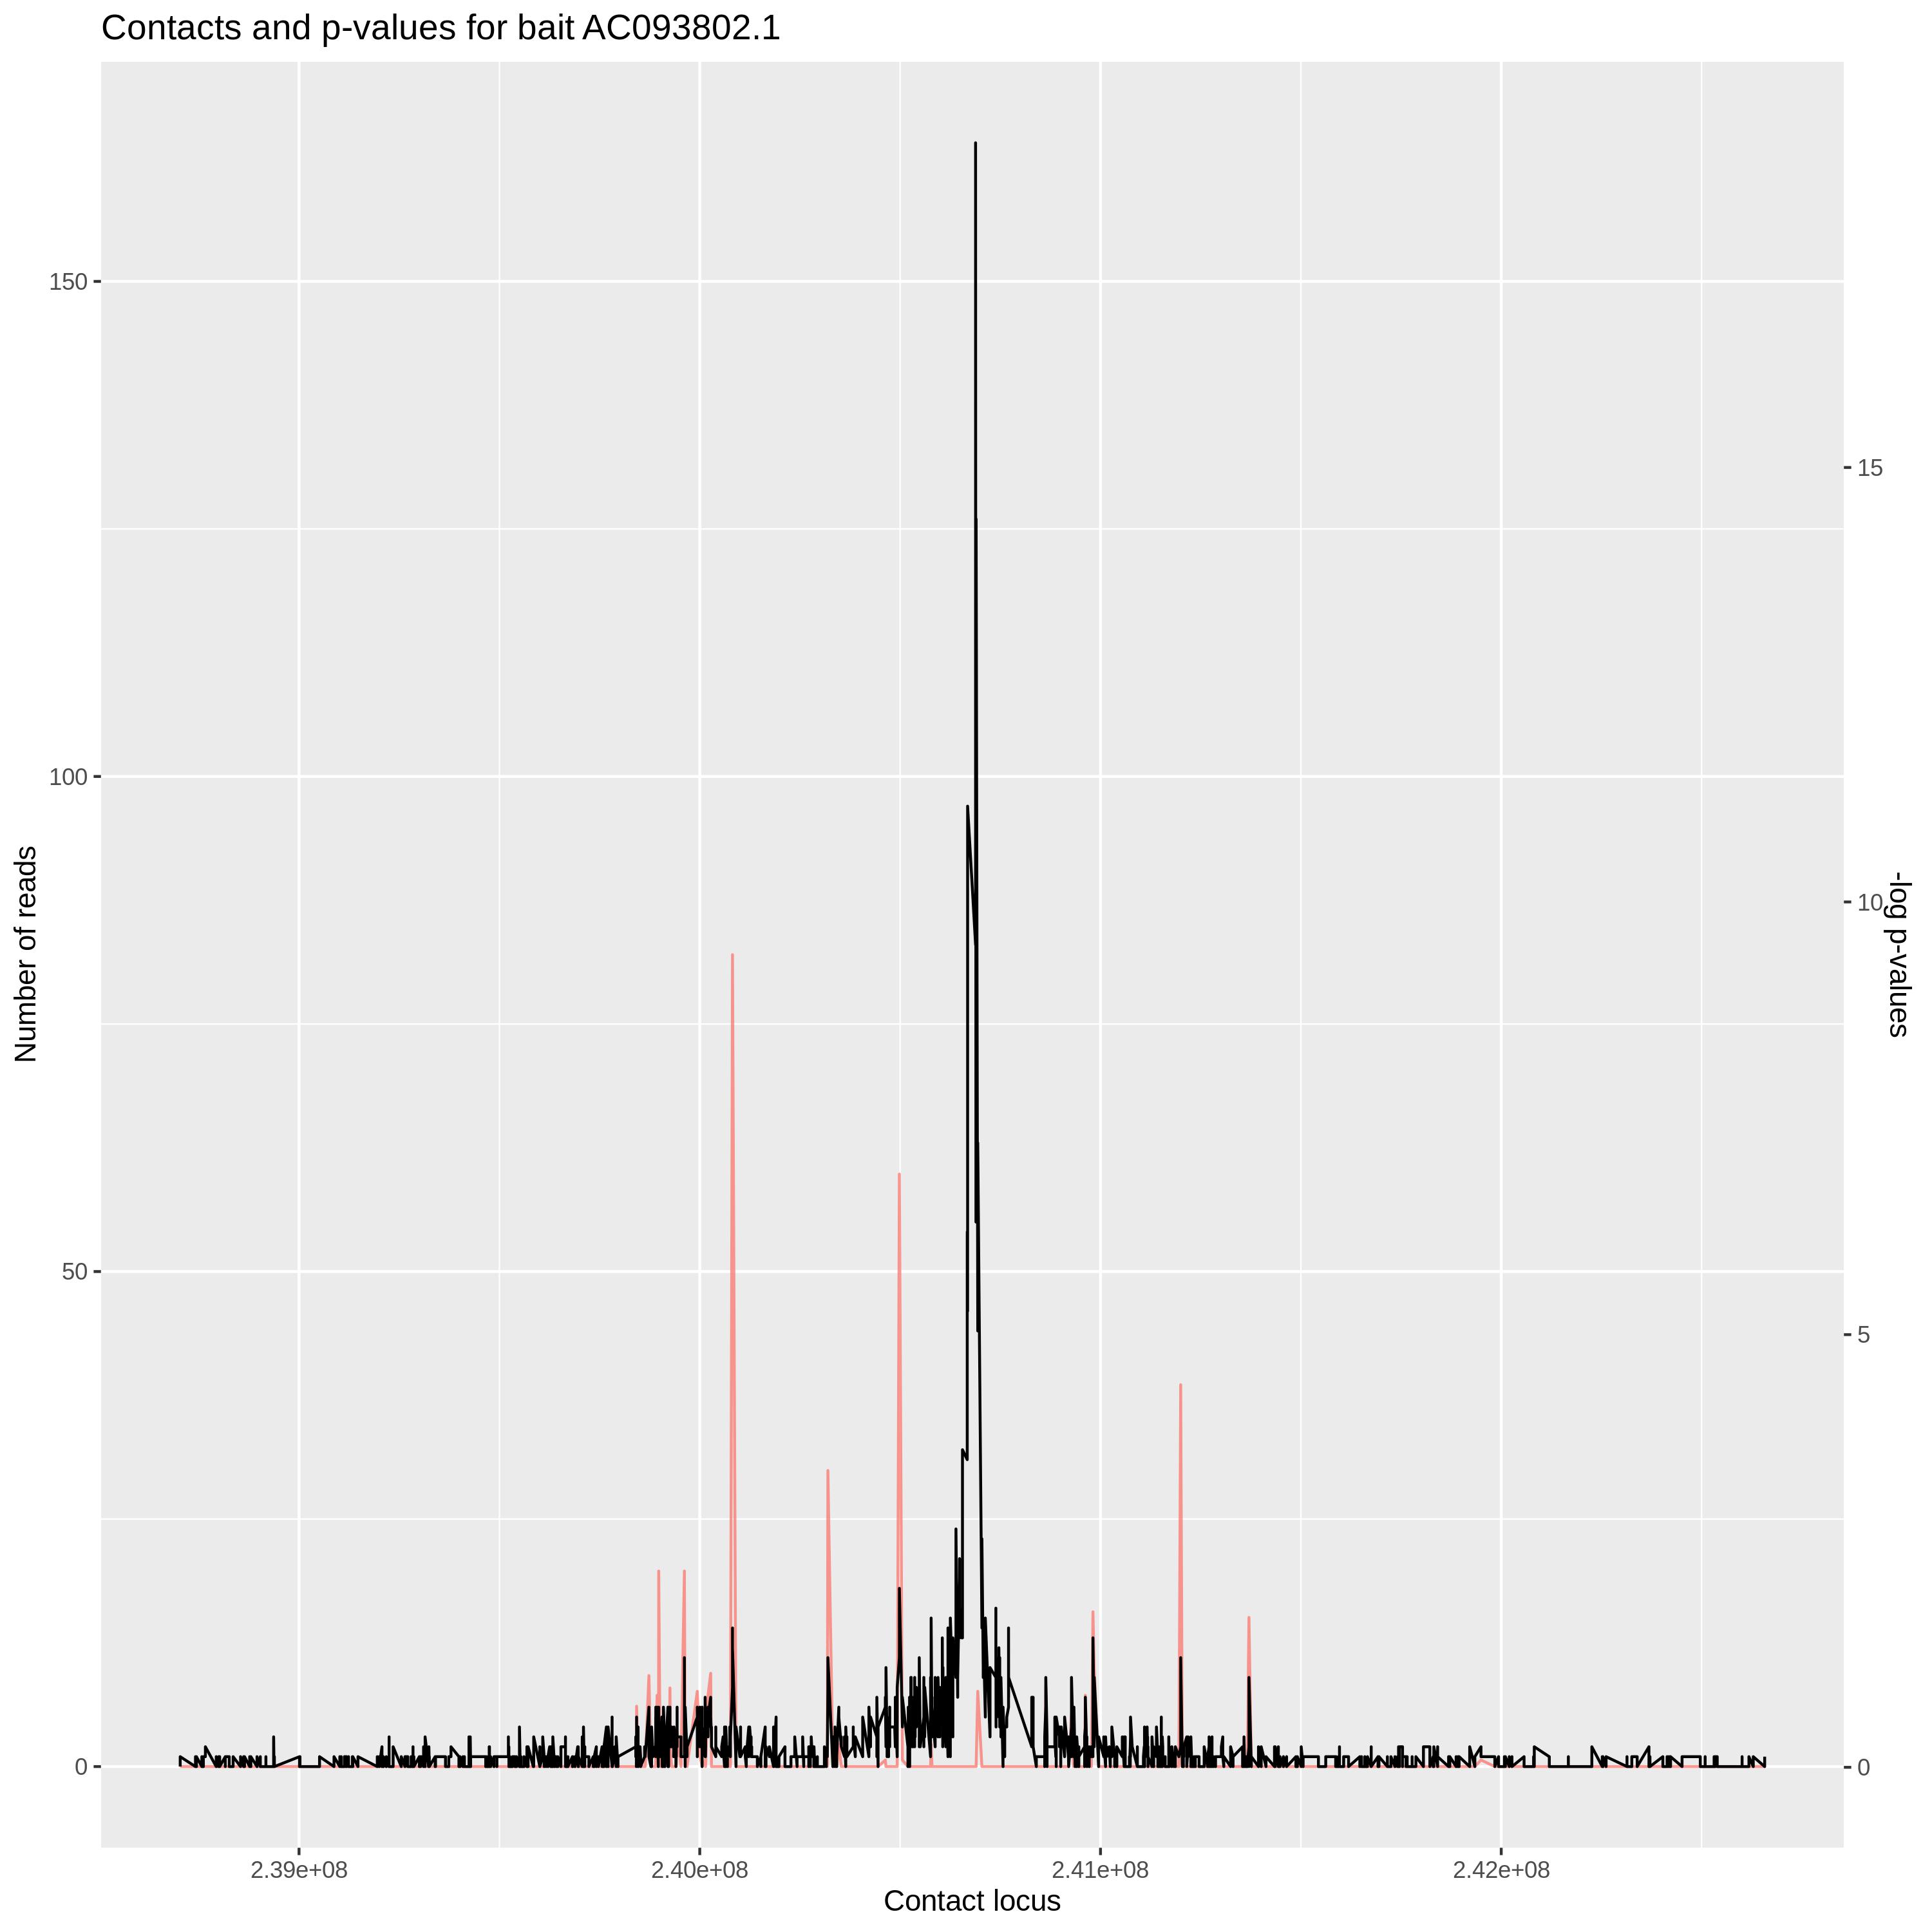 Contacts and p-values for bait AC093802.1
150
100
50
0
Number of reads
15
10
5
0
-log p-values
2.39e+08
2.40e+08
2.41e+08
2.42e+08
Contact locus